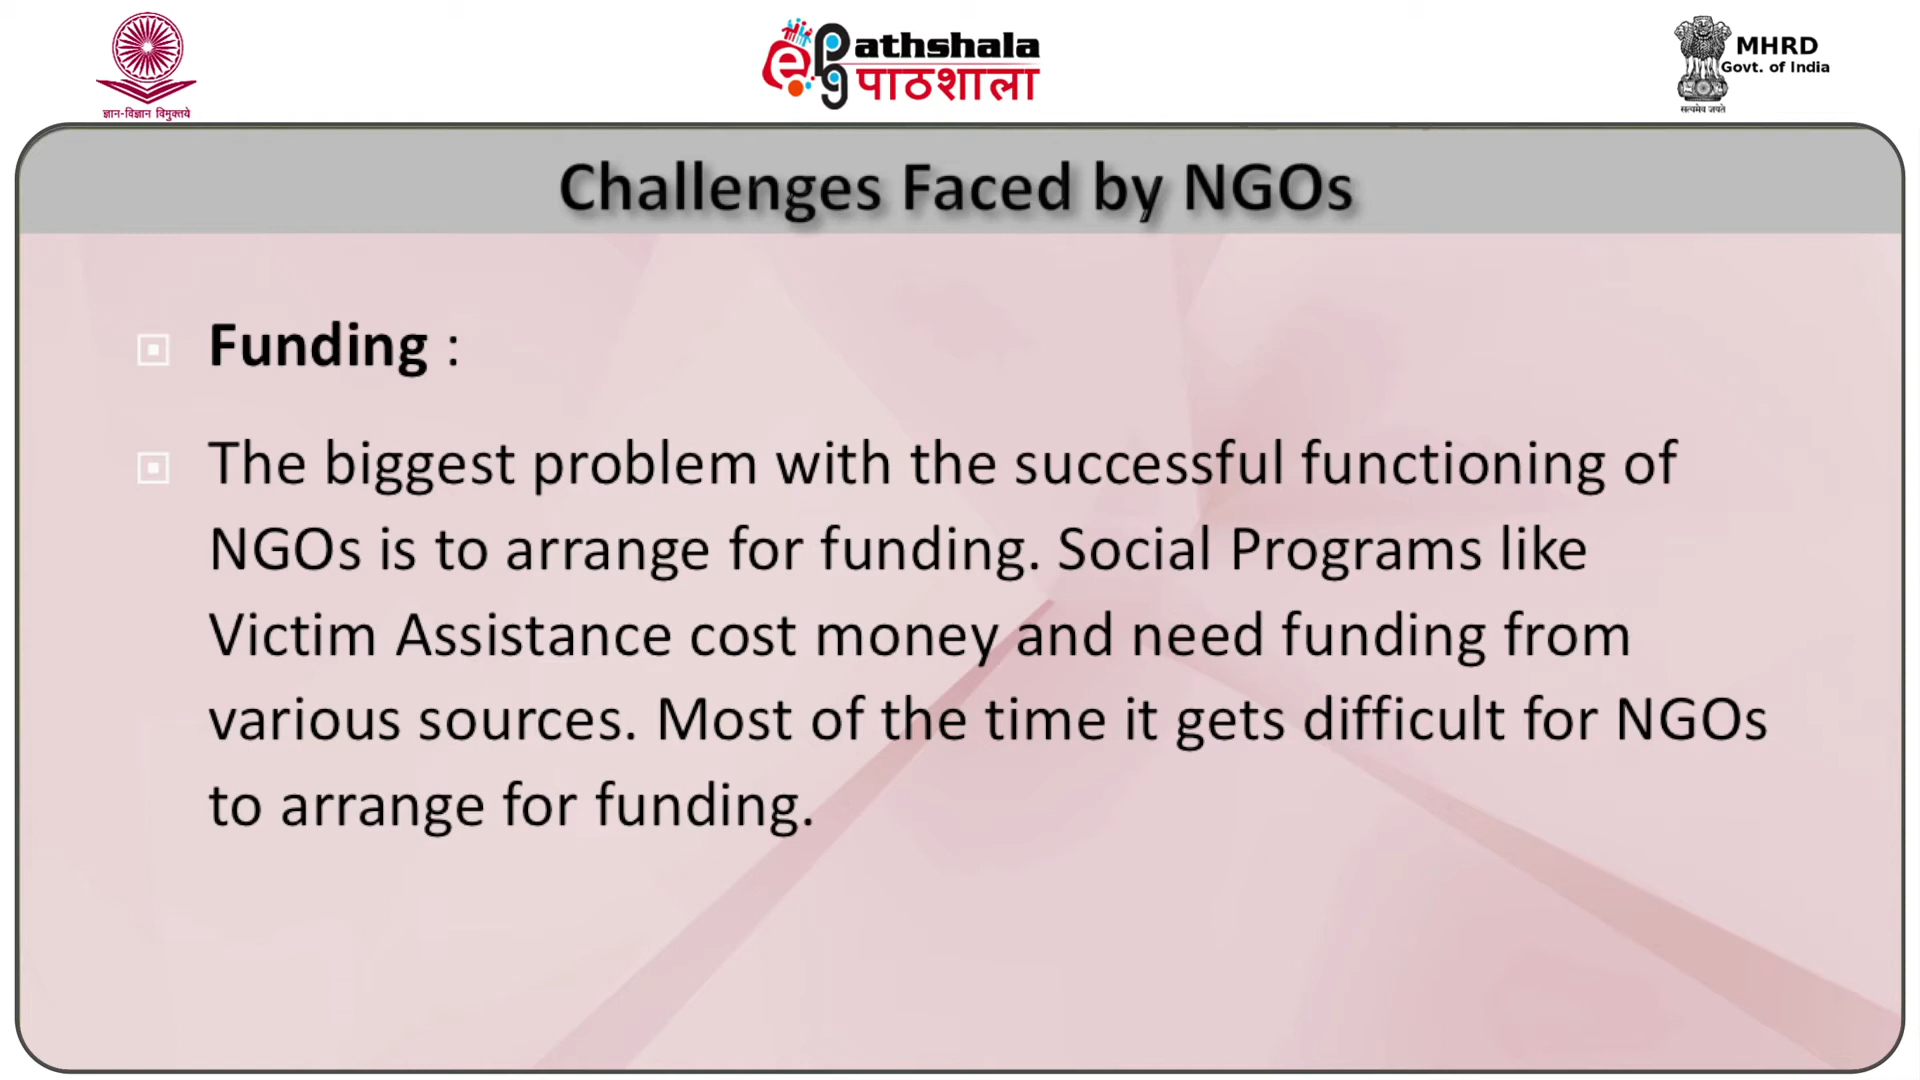 ज्ञान-विज्ञान विमुक्तये
ePG Pathshala
पाठशाला
MHRD
Govt. of India
सत्यमेव जयते
Challenges Faced by NGOs
Funding :
The biggest problem with the successful functioning of
NGOs is to arrange for funding. Social Programs like
Victim Assistance cost money and need funding from
various sources. Most of the time it gets difficult for NGOs
to arrange for funding.